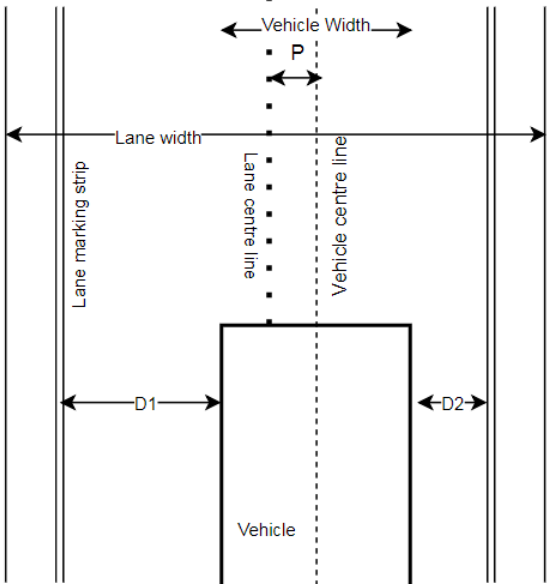 Vehicle Width
P
Lane width
Lane marking strip
Lane centre line
Vehicle centre line
D1
D2
Vehicle